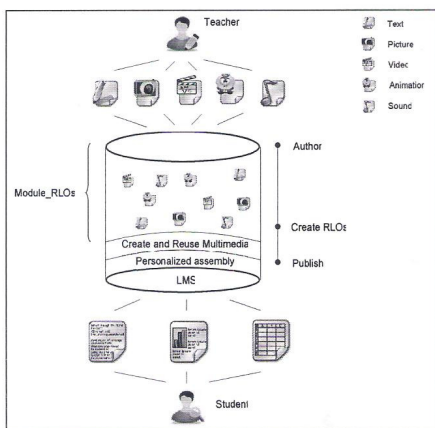 Teacher
Text
Picture
Video
Animation
Sound
Author
Module_RLOs
Create RLOs
Create and Reuse Multimedia
Personalized assembly
Publish
LMS
Student